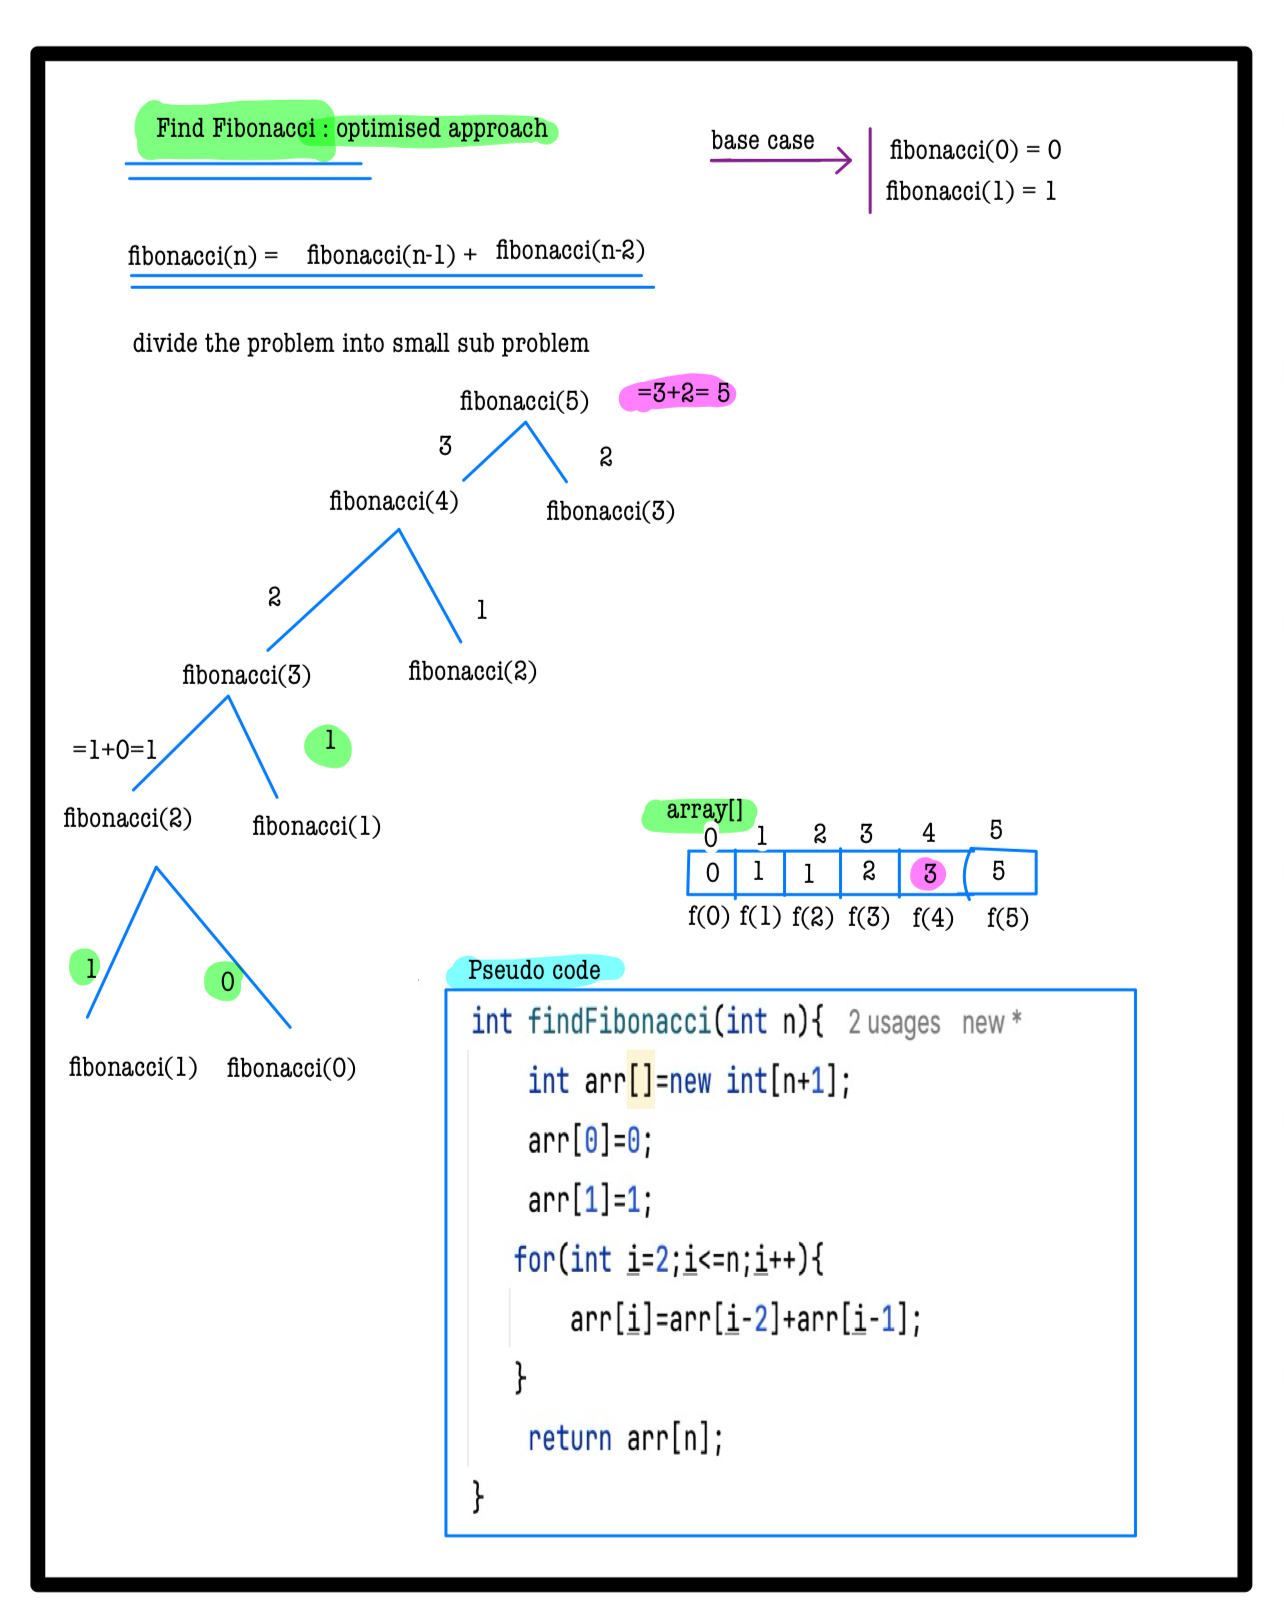 Find Fibonacci : optimised approach
base case
fibonacci(0) = 0
fibonacci(1) = 1
fibonacci(n) = fibonacci(n-1) + fibonacci(n-2)
divide the problem into small sub problem
fibonacci(5) =3+2= 5
3 2
fibonacci(4) fibonacci(3)
2 1
fibonacci(3) fibonacci(2)
=1+0=1 1
fibonacci(2) fibonacci(1)
1 0
fibonacci(1) fibonacci(0)
array[]
0 1 2 3 4 5
0 1 1 2 3 5
f(0) f(1) f(2) f(3) f(4) f(5)
Pseudo code
int findFibonacci(int n){ 2 usages new *
int arr[]=new int[n+1];
arr[0]=0;
arr[1]=1;
for(int i=2;i<=n;i++){
arr[i]=arr[i-2]+arr[i-1];
}
return arr[n];
}